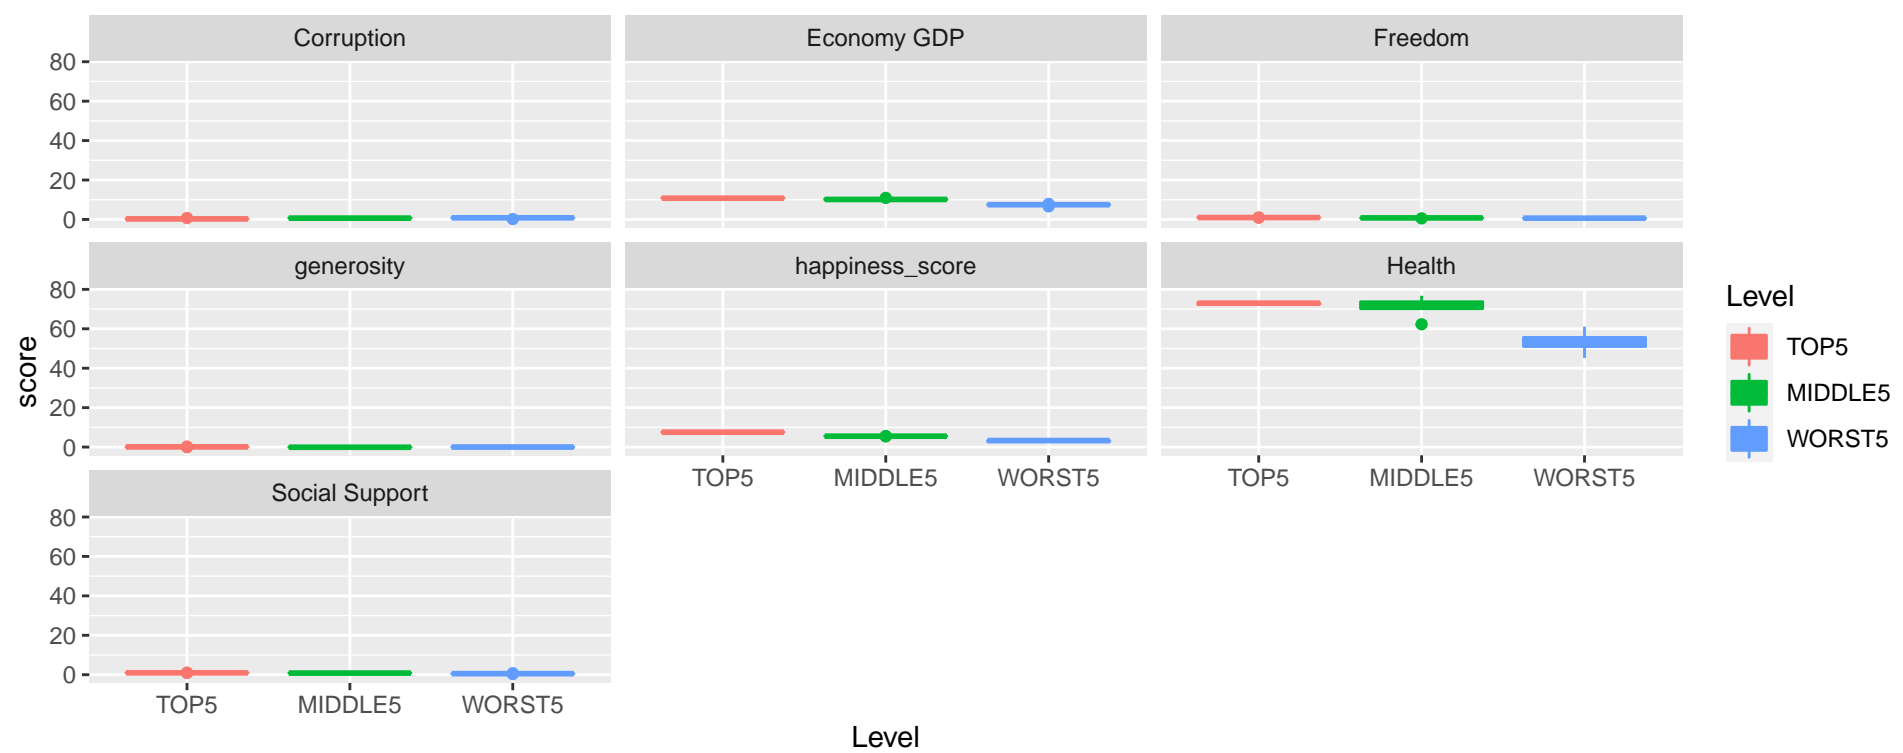 Corruption
Economy GDP
Freedom
80
60
40
20
0
generosity
happiness_score
Health
80
60
40
20
0
score
TOP5 MIDDLE5 WORST5
TOP5 MIDDLE5 WORST5
Social Support
80
60
40
20
0
TOP5 MIDDLE5 WORST5
Level
Level
TOP5
MIDDLE5
WORST5